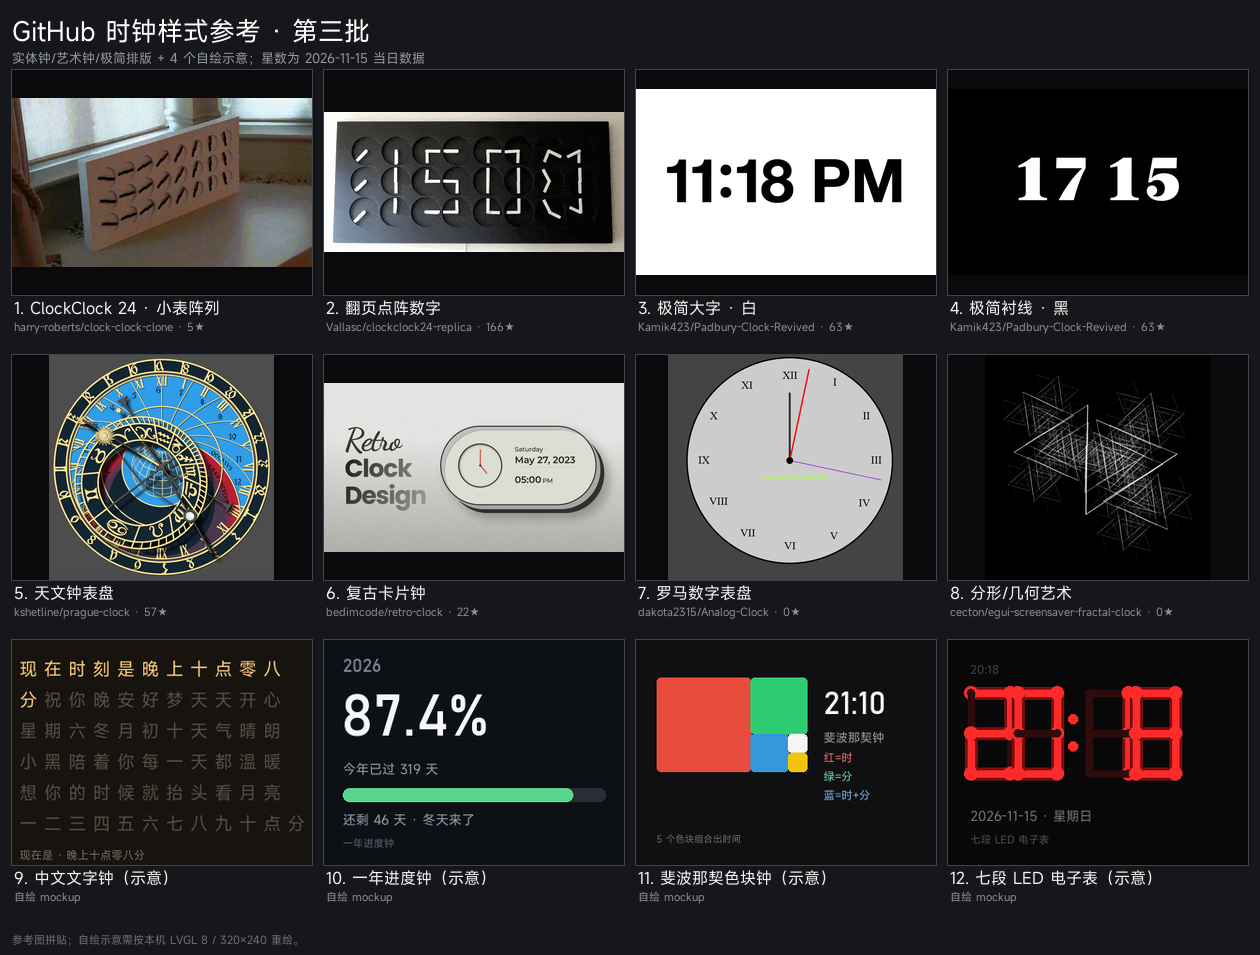 GitHub 时钟样式参考 · 第三批
实体钟/艺术钟/极简排版 + 4 个自绘示意；星数为 2026-11-15 当日数据
11:18 PM
17 15
1. ClockClock 24 · 小表阵列
harry-roberts/clock-clock-clone · 5★
2. 翻页点阵数字
Vallasc/clockclock24-replica · 166★
3. 极简大字 · 白
Kamik423/Padbury-Clock-Revived · 63★
4. 极简衬线 · 黑
Kamik423/Padbury-Clock-Revived · 63★
Retro
Clock
Design
Saturday
May 27, 2023
05:00 PM
XII
I
II
III
IV
V
VI
VII
VIII
IX
X
XI
5. 天文钟表盘
kshetline/prague-clock · 57★
6. 复古卡片钟
bedimcode/retro-clock · 22★
7. 罗马数字表盘
dakota2315/Analog-Clock · 0★
8. 分形/几何艺术
cecton/egui-screensaver-fractal-clock · 0★
现在时刻是晚上十点零八
分祝你晚安好梦天天开心
星期六冬月初十天气晴朗
小黑陪着你每一天都温暖
想你的时候就抬头看月亮
一二三四五六七八九十点分
现在是 · 晚上十点零八分
2026
87.4%
今年已过 319 天
还剩 46 天 · 冬天来了
一年进度钟
21:10
斐波那契钟
红=时
绿=分
蓝=时+分
5 个色块组合出时间
20:18
20:18
2026-11-15 · 星期日
七段 LED 电子表
9. 中文文字钟（示意）
自绘 mockup
10. 一年进度钟（示意）
自绘 mockup
11. 斐波那契色块钟（示意）
自绘 mockup
12. 七段 LED 电子表（示意）
自绘 mockup
参考图拼贴；自绘示意需按本机 LVGL 8 / 320×240 重绘。